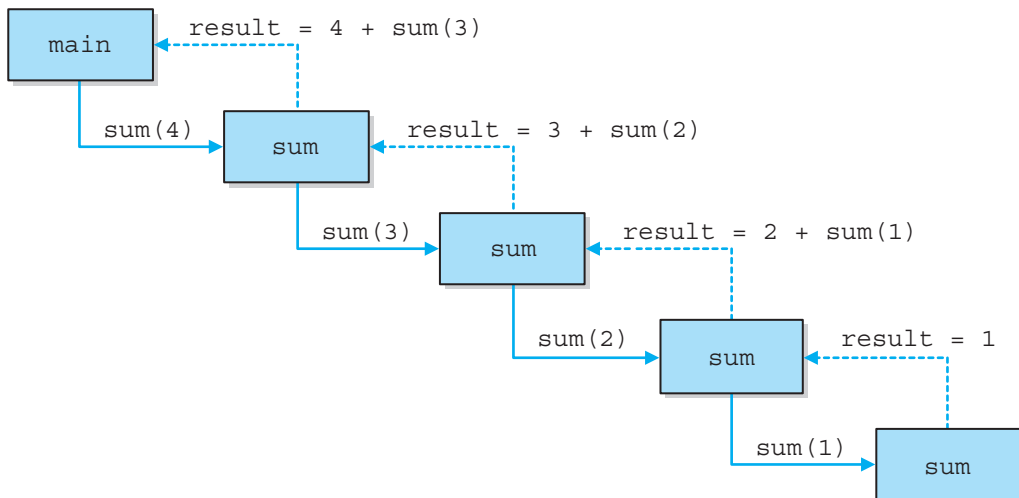 main
result = 4 + sum(3)
sum(4)
sum
result = 3 + sum(2)
sum(3)
sum
result = 2 + sum(1)
sum(2)
sum
result = 1
sum(1)
sum